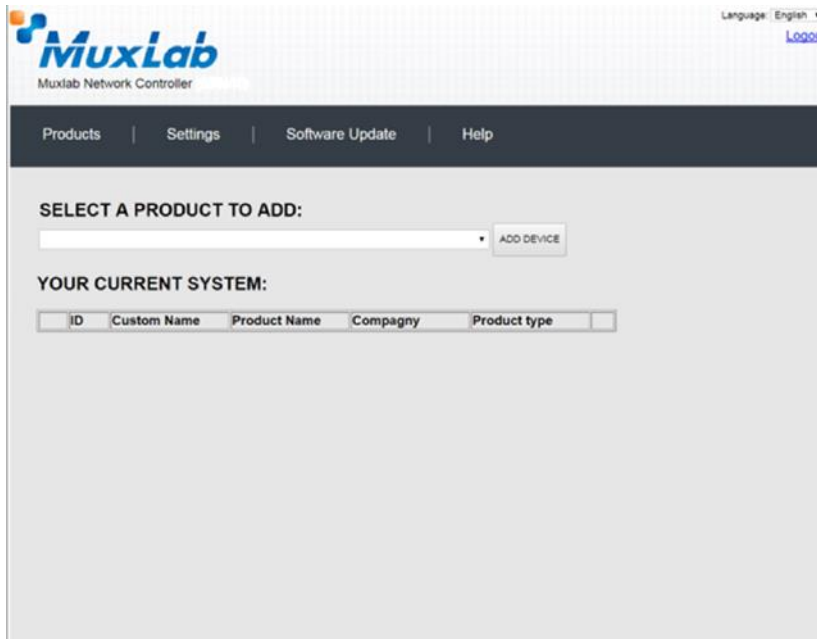 Language: English
MuxLab
Muxlab Network Controller
Products | Settings | Software Update | Help
SELECT A PRODUCT TO ADD:
ADD DEVICE
YOUR CURRENT SYSTEM:
ID Custom Name Product Name Compagny Product type